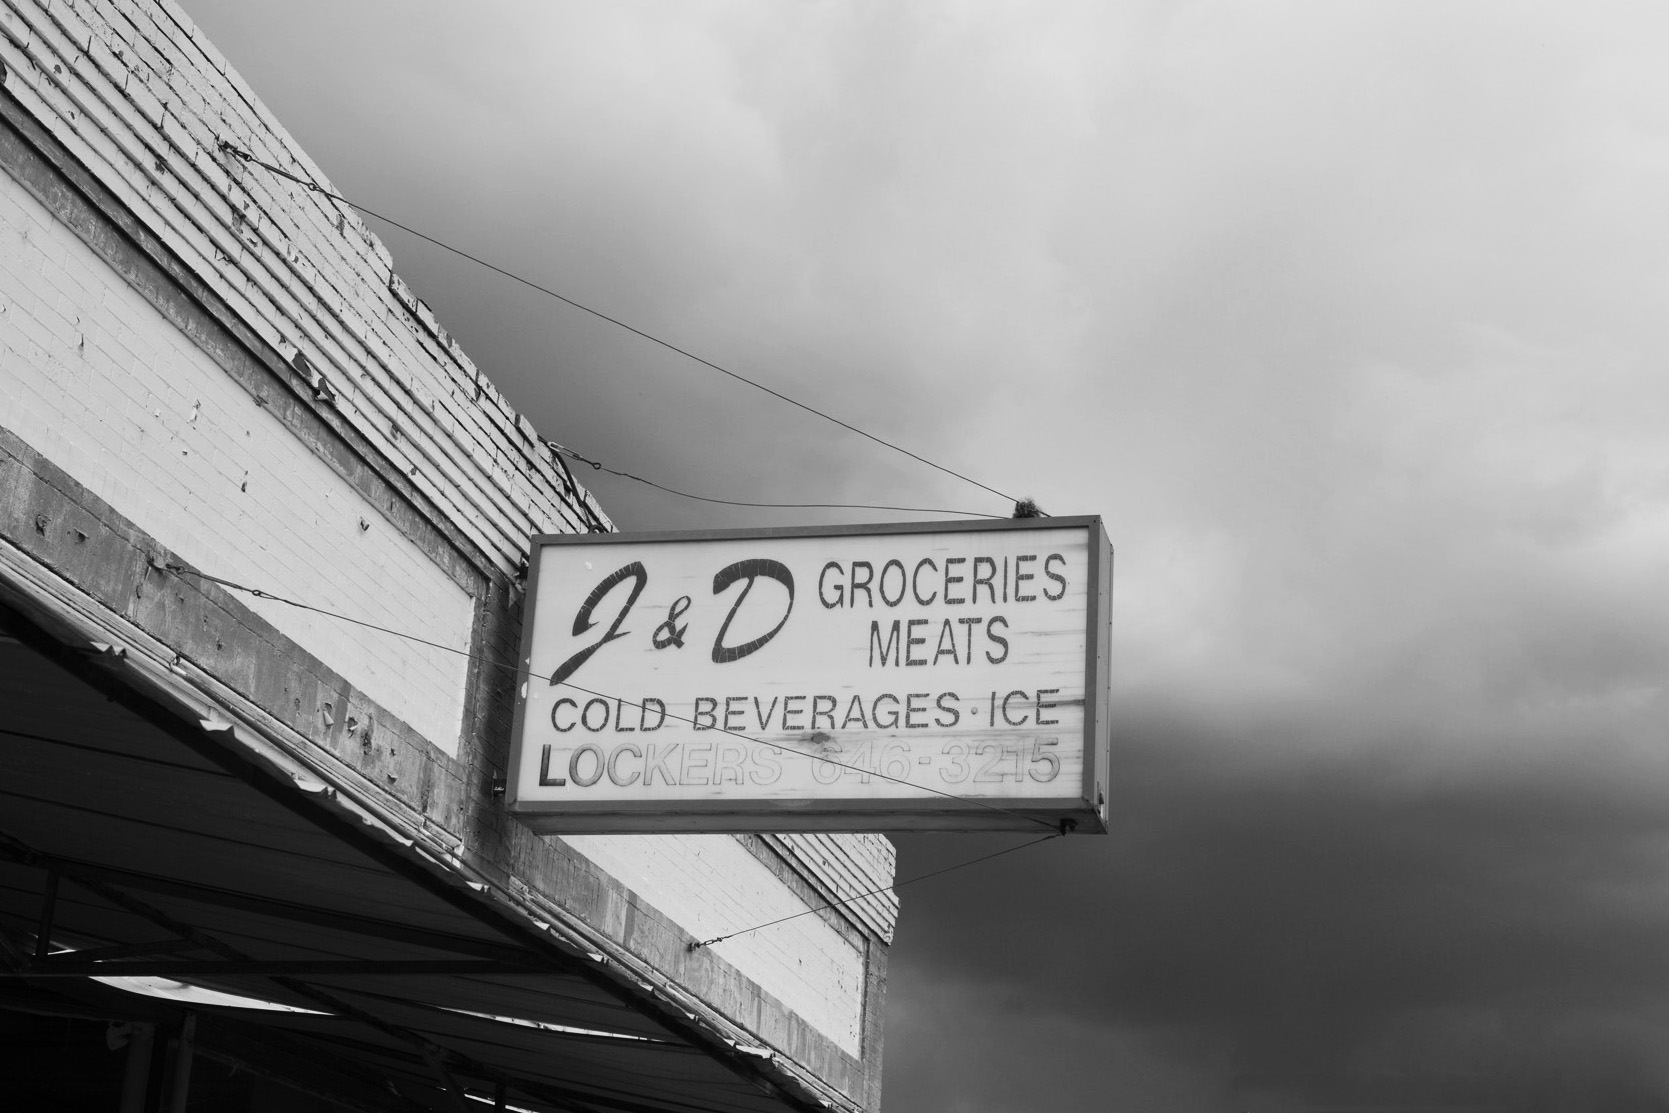 J & D GROCERIES
MEATS
COLD BEVERAGES · ICE
LOCKERS 646-3215